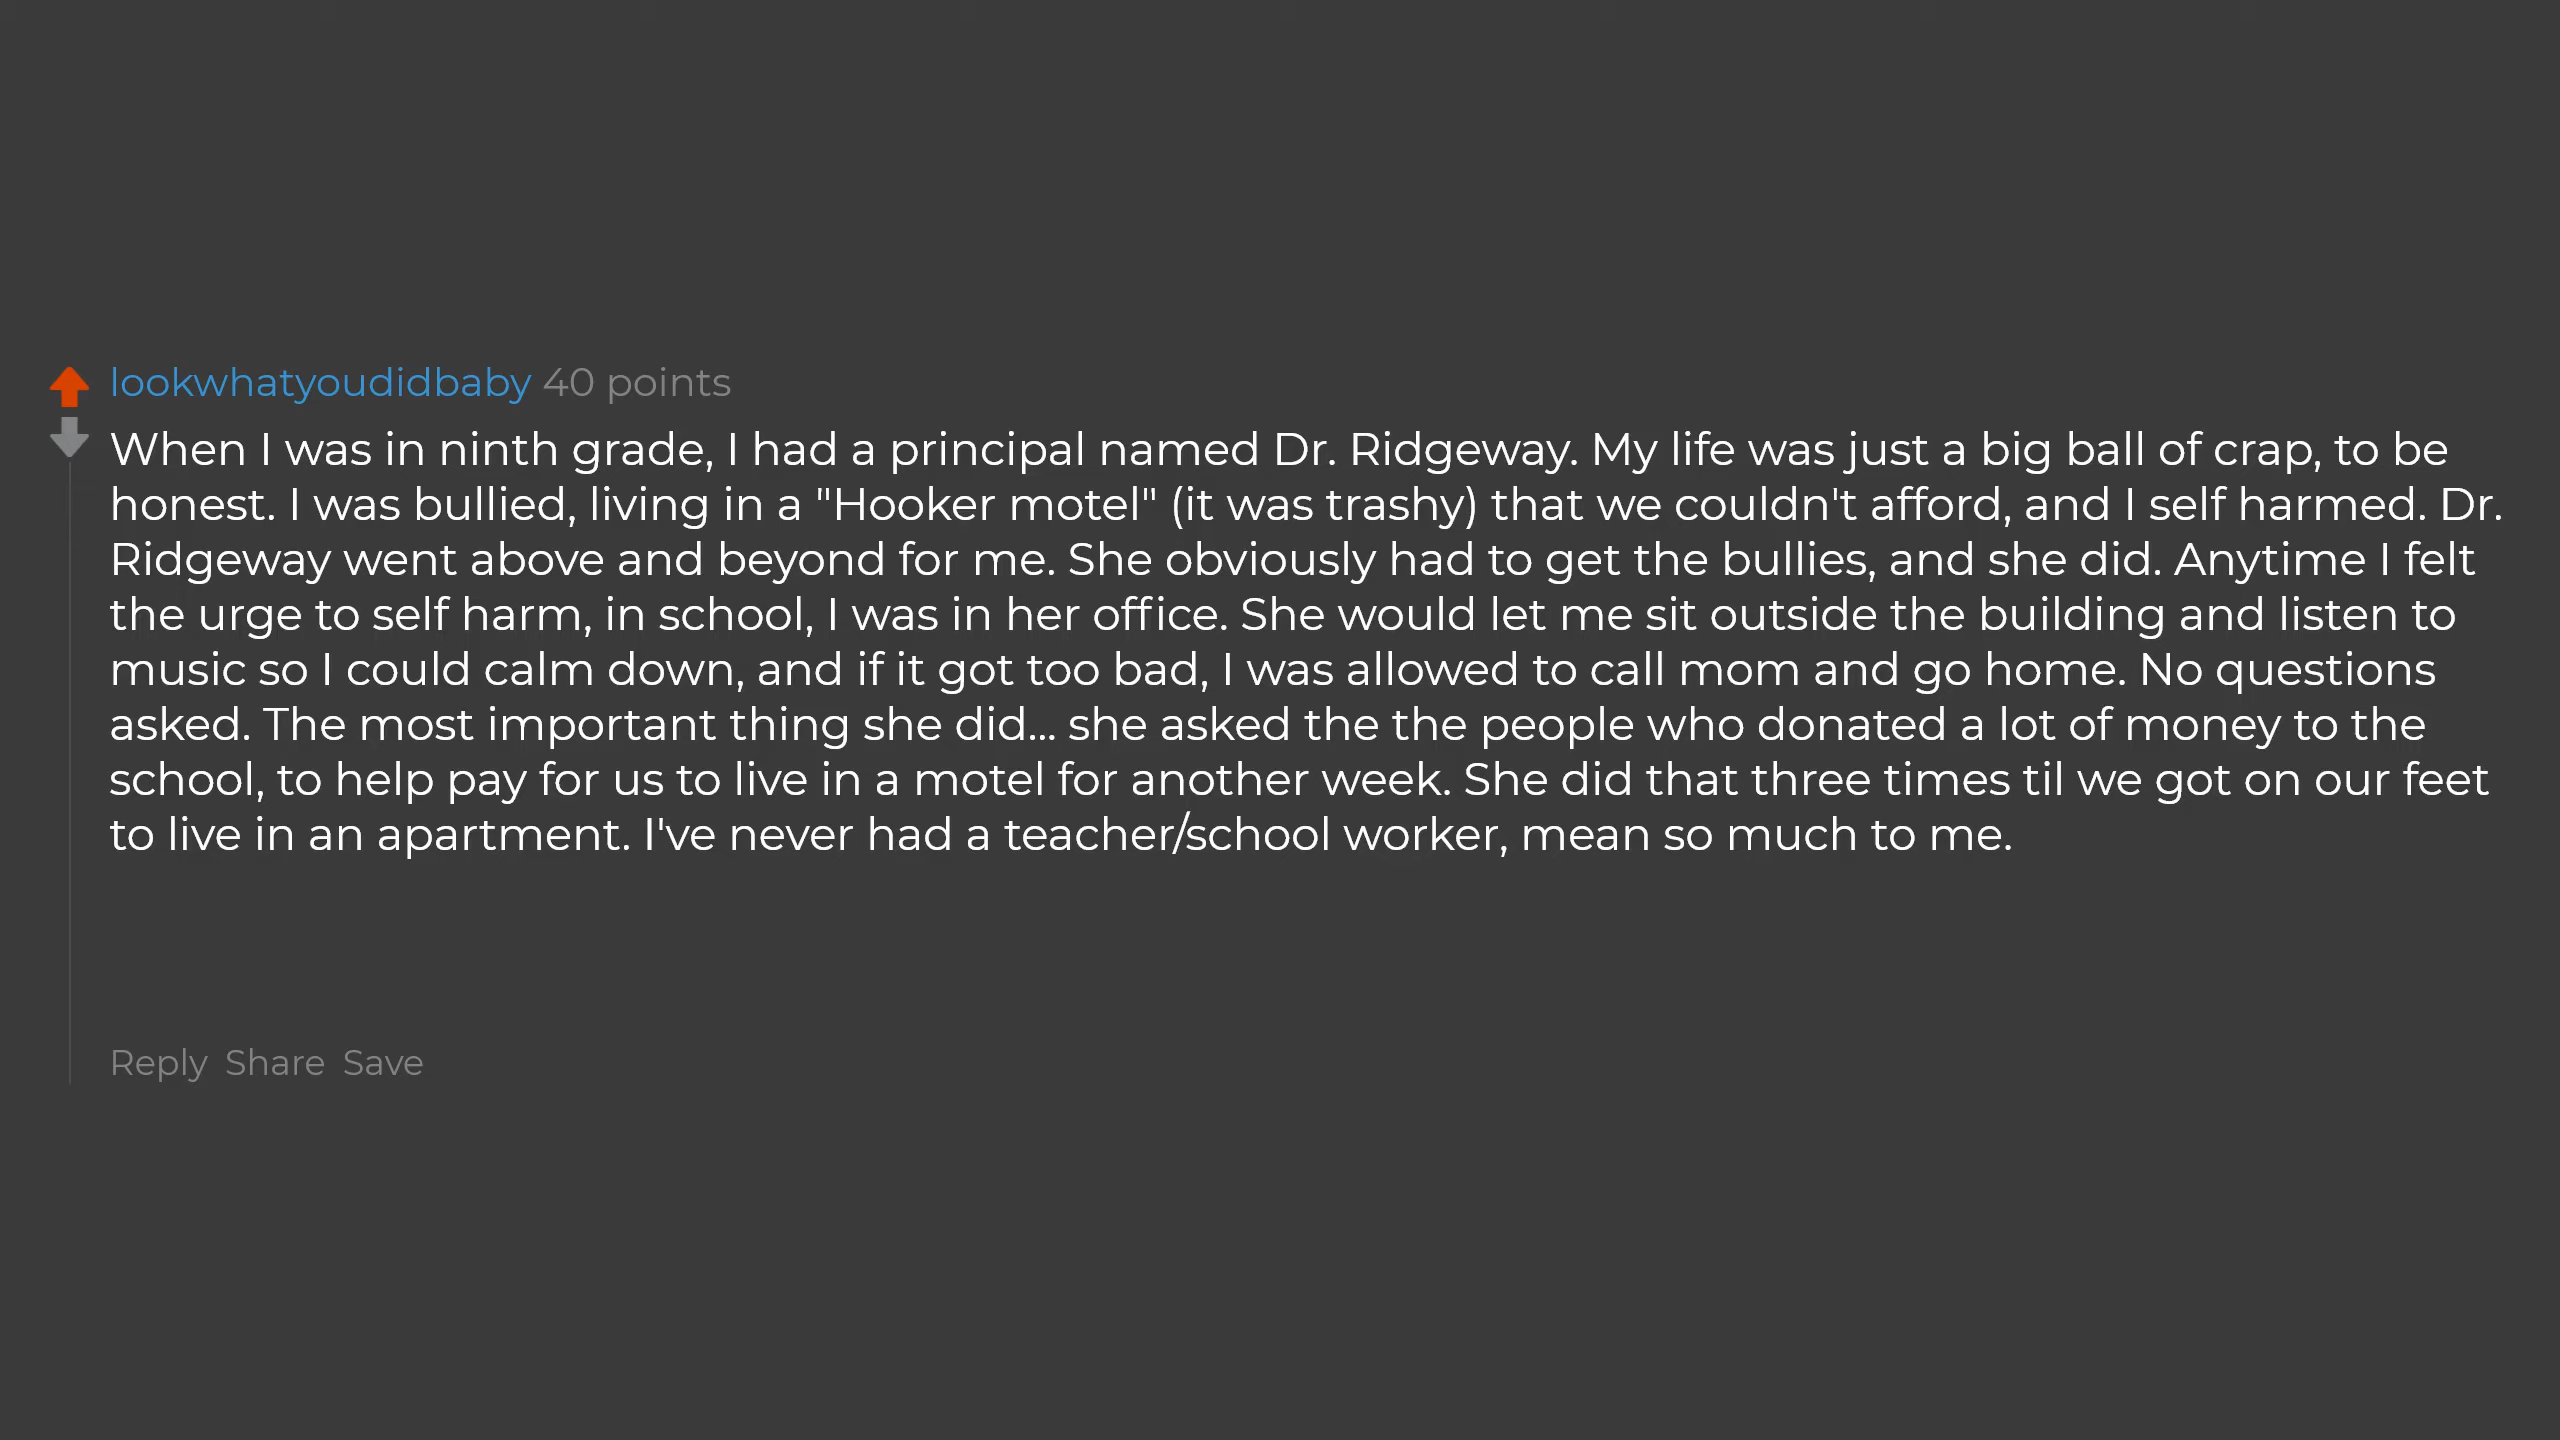 lookwhatyoudidbaby 40 points
When I was in ninth grade, I had a principal named Dr. Ridgeway. My life was just a big ball of crap, to be
honest. I was bullied, living in a "Hooker motel" (it was trashy) that we couldn't afford, and I self harmed. Dr.
Ridgeway went above and beyond for me. She obviously had to get the bullies, and she did. Anytime I felt
the urge to self harm, in school, I was in her office. She would let me sit outside the building and listen to
music so I could calm down, and if it got too bad, I was allowed to call mom and go home. No questions
asked. The most important thing she did... she asked the the people who donated a lot of money to the
school, to help pay for us to live in a motel for another week. She did that three times til we got on our feet
to live in an apartment. I've never had a teacher/school worker, mean so much to me.
Reply Share Save